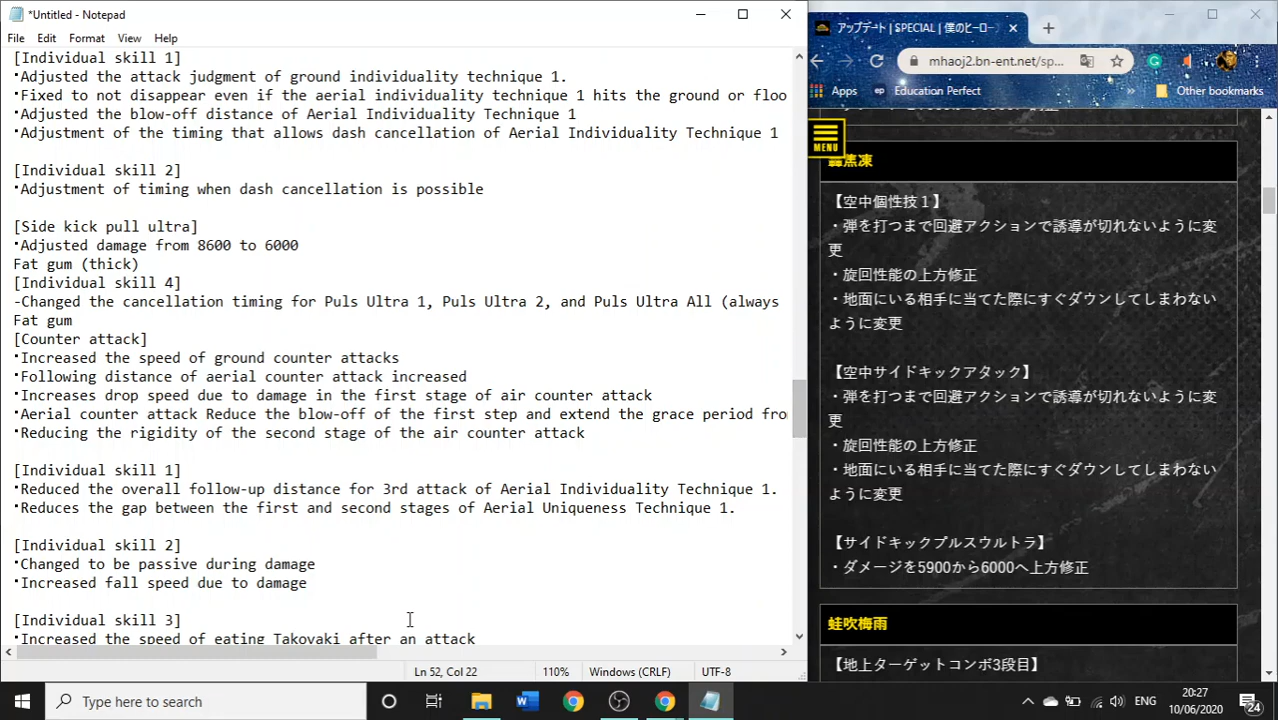 *Untitled - Notepad
File Edit Format View Help
[Individual skill 1]
・Adjusted the attack judgment of ground individuality technique 1.
・Fixed to not disappear even if the aerial individuality technique 1 hits the ground or floo
・Adjusted the blow-off distance of Aerial Individuality Technique 1
・Adjustment of the timing that allows dash cancellation of Aerial Individuality Technique 1
[Individual skill 2]
・Adjustment of timing when dash cancellation is possible
[Side kick pull ultra]
・Adjusted damage from 8600 to 6000
Fat gum (thick)
[Individual skill 4]
-Changed the cancellation timing for Puls Ultra 1, Puls Ultra 2, and Puls Ultra All (always
Fat gum
[Counter attack]
・Increased the speed of ground counter attacks
・Following distance of aerial counter attack increased
・Increases drop speed due to damage in the first stage of air counter attack
・Aerial counter attack Reduce the blow-off of the first step and extend the grace period fro
・Reducing the rigidity of the second stage of the air counter attack
[Individual skill 1]
・Reduced the overall follow-up distance for 3rd attack of Aerial Individuality Technique 1.
・Reduces the gap between the first and second stages of Aerial Uniqueness Technique 1.
[Individual skill 2]
・Changed to be passive during damage
・Increased fall speed due to damage
[Individual skill 3]
・Increased the speed of eating Takoyaki after an attack
Ln 52, Col 22 110% Windows (CRLF) UTF-8
アップデート | SPECIAL | 僕のヒーロー
mhaoj2.bn-ent.net/sp...
Apps Education Perfect » Other bookmarks
MENU
轟焦凍
【空中個性技１】
・弾を打つまで回避アクションで誘導が切れないように変
更
・旋回性能の上方修正
・地面にいる相手に当てた際にすぐダウンしてしまわない
ように変更
【空中サイドキックアタック】
・弾を打つまで回避アクションで誘導が切れないように変
更
・旋回性能の上方修正
・地面にいる相手に当てた際にすぐダウンしてしまわない
ように変更
【サイドキックプルスウルトラ】
・ダメージを5900から6000へ上方修正
蛙吹梅雨
【地上ターゲットコンボ3段目】
Type here to search
ENG
20:27
10/06/2020
24